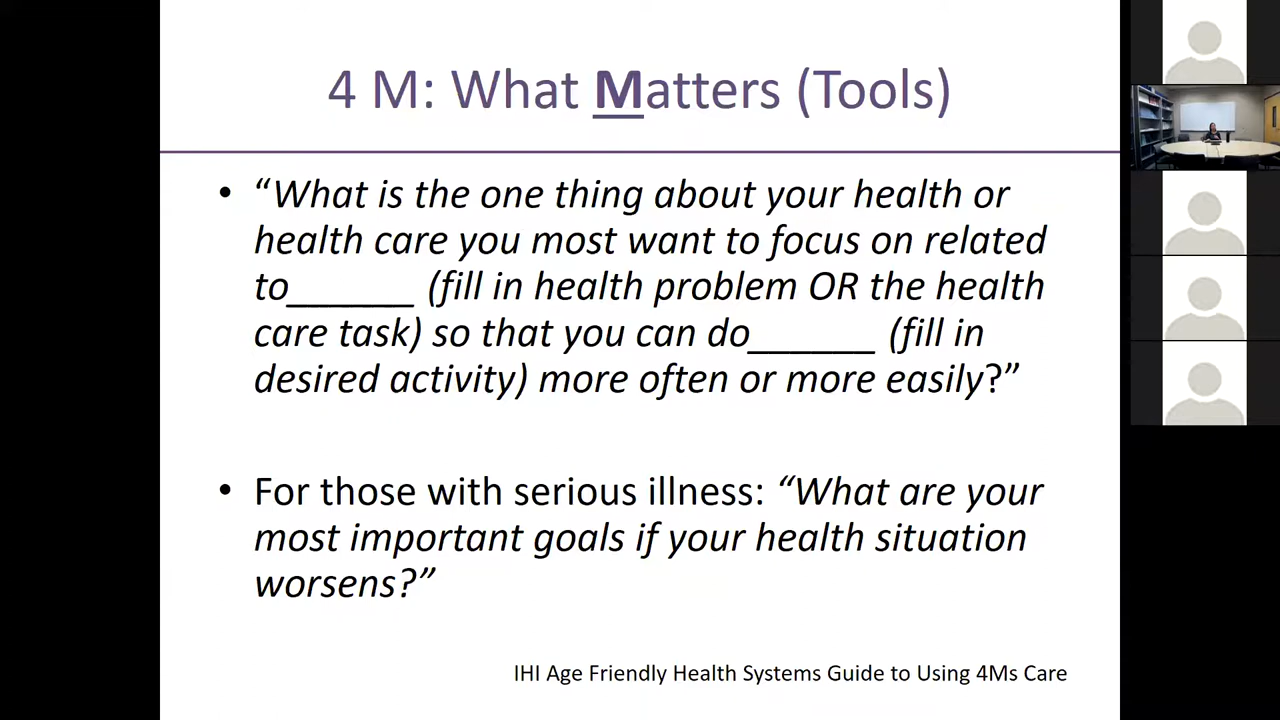 4 M: What Matters (Tools)
• “What is the one thing about your health or
health care you most want to focus on related
to______ (fill in health problem OR the health
care task) so that you can do______ (fill in
desired activity) more often or more easily?”
• For those with serious illness: “What are your
most important goals if your health situation
worsens?”
IHI Age Friendly Health Systems Guide to Using 4Ms Care